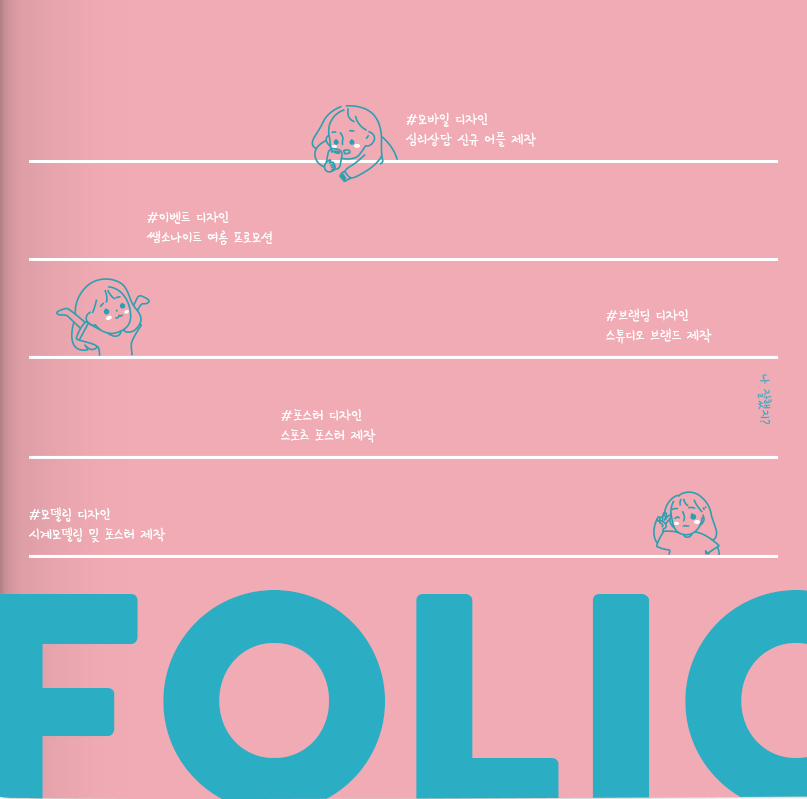 #모바일 디자인
심리상담 신규 어플 제작
#이벤트 디자인
쌤소나이트 여름 프로모션
#브랜딩 디자인
스튜디오 브랜드 제작
나 잘했지?
#포스터 디자인
스포츠 포스터 제작
#모델링 디자인
시계모델링 및 포스터 제작
FOLIO